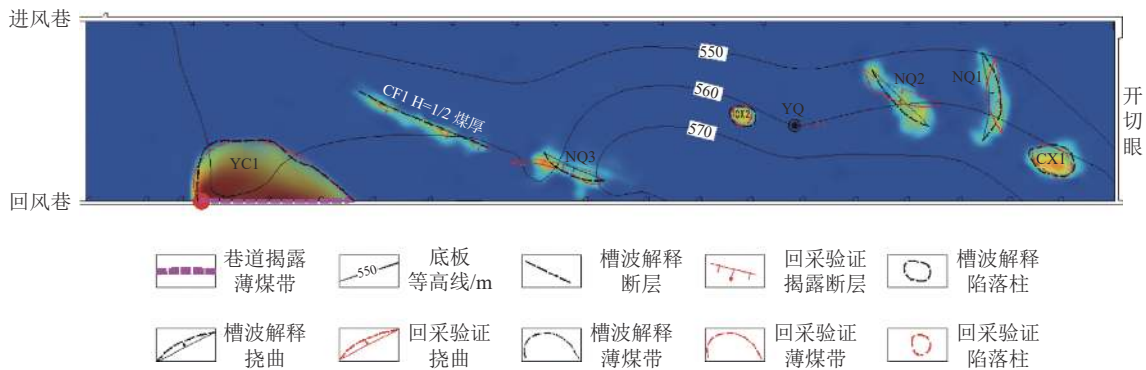 进风巷
回风巷
开切眼
550
560
570
CF1 H=1/2 煤厚
NQ2
NQ1
YQ
NQ3
YC1
CX1
巷道揭露
薄煤带
550
底板
等高线/m
槽波解释
断层
回采验证
揭露断层
槽波解释
陷落柱
槽波解释
挠曲
回采验证
挠曲
槽波解释
薄煤带
回采验证
薄煤带
回采验证
陷落柱